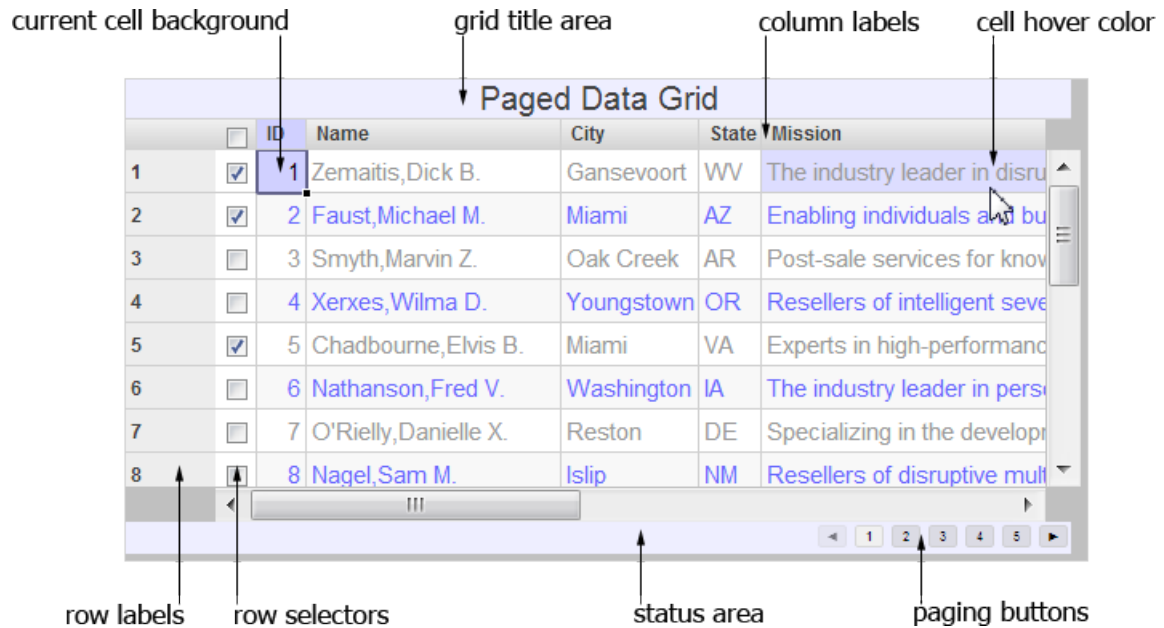 current cell background grid title area column labels cell hover color
Paged Data Grid
ID Name City State Mission
1 1 Zemaitis,Dick B. Gansevoort WV The industry leader in disru
2 2 Faust,Michael M. Miami AZ Enabling individuals and bu
3 3 Smyth,Marvin Z. Oak Creek AR Post-sale services for know
4 4 Xerxes,Wilma D. Youngstown OR Resellers of intelligent seve
5 5 Chadbourne,Elvis B. Miami VA Experts in high-performanc
6 6 Nathanson,Fred V. Washington IA The industry leader in perso
7 7 O'Rielly,Danielle X. Reston DE Specializing in the developm
8 8 Nagel,Sam M. Islip NM Resellers of disruptive mult
1 2 3 4 5
row labels row selectors status area paging buttons